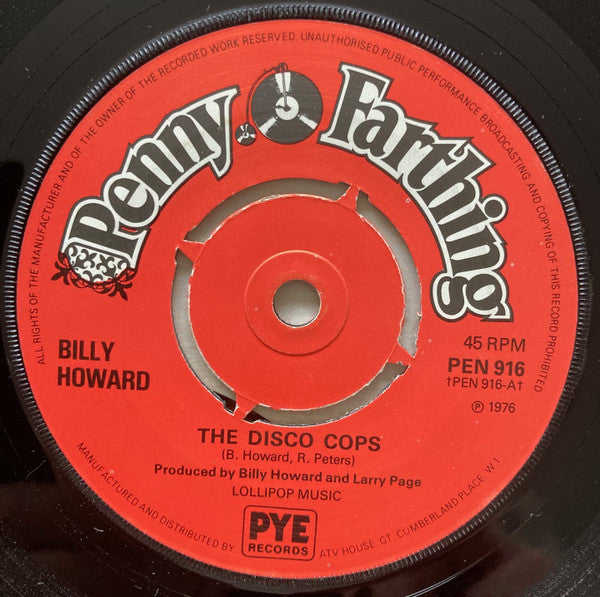 ALL RIGHTS OF THE MANUFACTURER AND OF THE OWNER OF THE RECORDED WORK RESERVED. UNAUTHORISED PUBLIC PERFORMANCE BROADCASTING AND COPYING OF THIS RECORD PROHIBITED
Penny Farthing
BILLY
HOWARD
45 RPM
PEN 916
†PEN 916-A†
℗ 1976
THE DISCO COPS
(B. Howard, R. Peters)
Produced by Billy Howard and Larry Page
LOLLIPOP MUSIC
PYE
RECORDS
MANUFACTURED AND DISTRIBUTED BY
ATV HOUSE, GT. CUMBERLAND PLACE, W.1